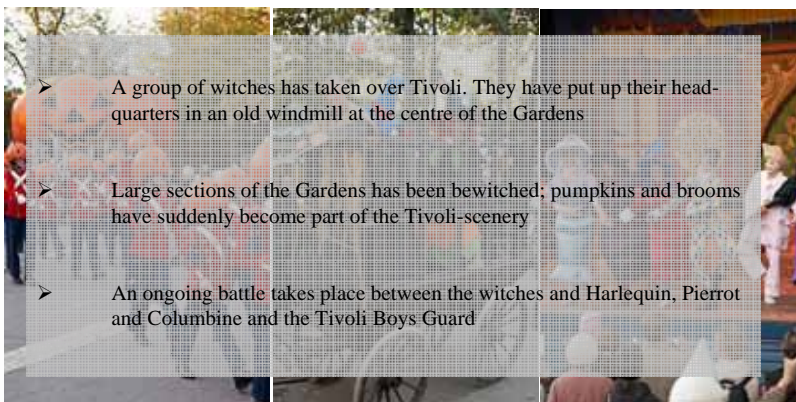 ➢ A group of witches has taken over Tivoli. They have put up their head-
quarters in an old windmill at the centre of the Gardens
➢ Large sections of the Gardens has been bewitched; pumpkins and brooms
have suddenly become part of the Tivoli-scenery
➢ An ongoing battle takes place between the witches and Harlequin, Pierrot
and Columbine and the Tivoli Boys Guard